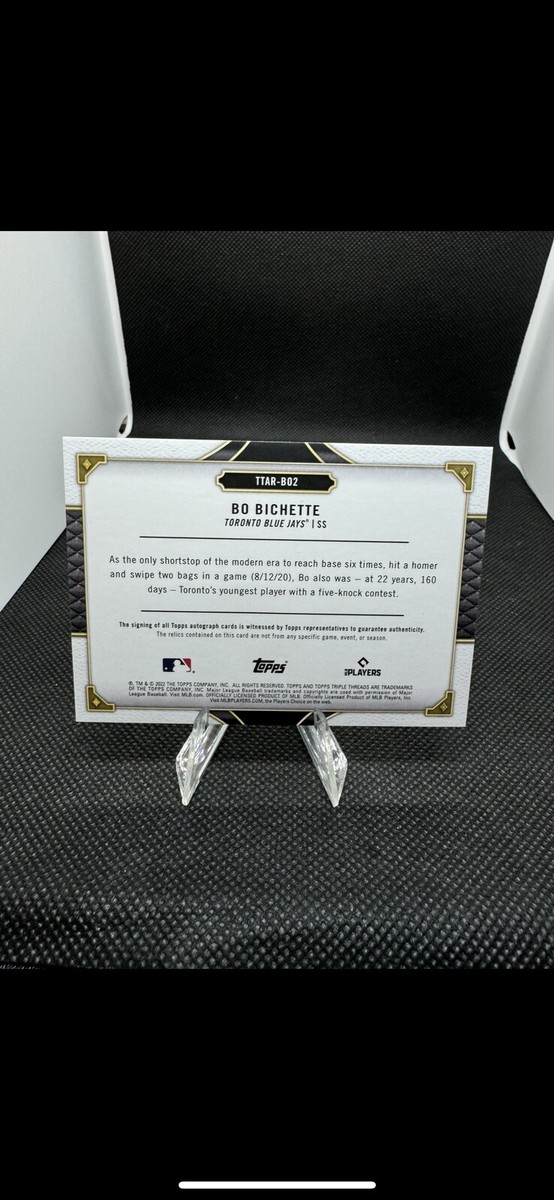 TTAR-BO2
BO BICHETTE
TORONTO BLUE JAYS® | SS
As the only shortstop of the modern era to reach base six times, hit a homer
and swipe two bags in a game (8/12/20), Bo also was – at 22 years, 160
days – Toronto's youngest player with a five-knock contest.
The signing of all Topps autograph cards is witnessed by Topps representatives to guarantee authenticity.
The relics contained on this card are not from any specific game, event, or season.
topps®
MLB PLAYERS
®, TM & © 2022 THE TOPPS COMPANY, INC. ALL RIGHTS RESERVED. TOPPS AND TOPPS TRIPLE THREADS ARE TRADEMARKS
OF THE TOPPS COMPANY, INC. Major League Baseball trademarks and copyrights are used with permission of Major
League Baseball. Visit MLB.com. OFFICIALLY LICENSED PRODUCT OF MLB PLAYERS, INC.
Visit MLBPLAYERS.COM, the Players Choice on the web.